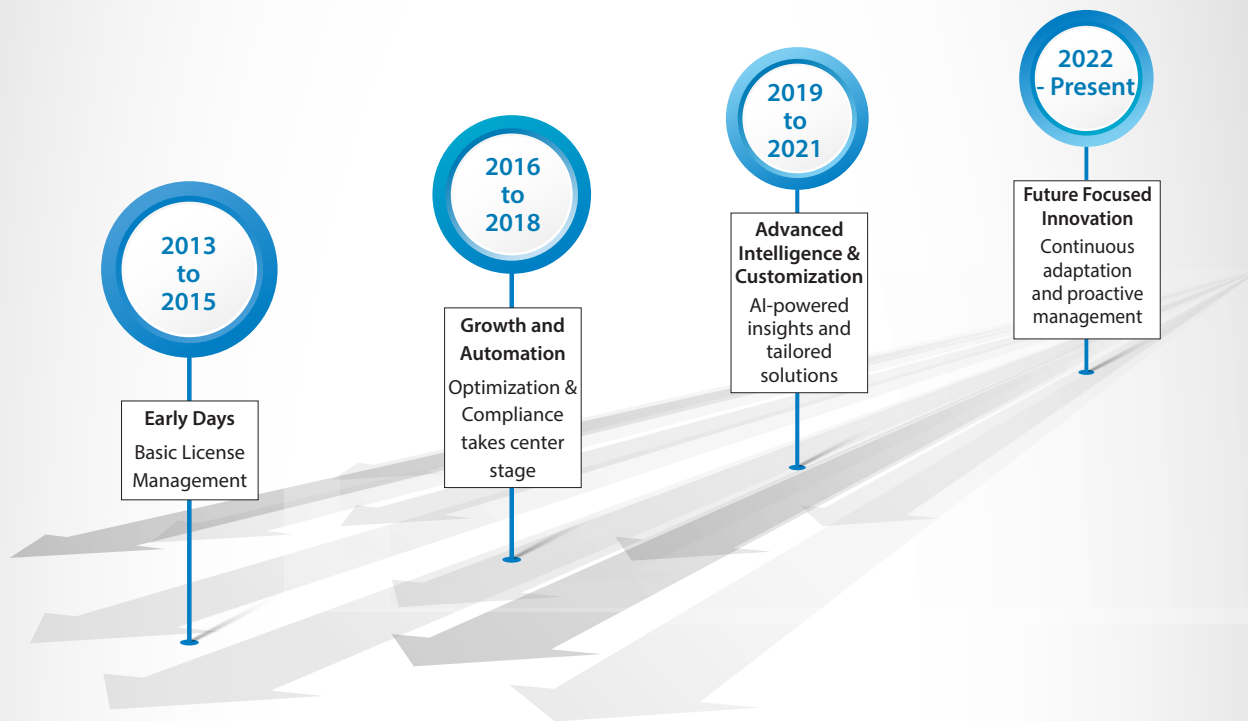 2013
to
2015
Early Days
Basic License
Management
2016
to
2018
Growth and
Automation
Optimization &
Compliance
takes center
stage
2019
to
2021
Advanced
Intelligence &
Customization
AI-powered
insights and
tailored
solutions
2022
- Present
Future Focused
Innovation
Continuous
adaptation
and proactive
management